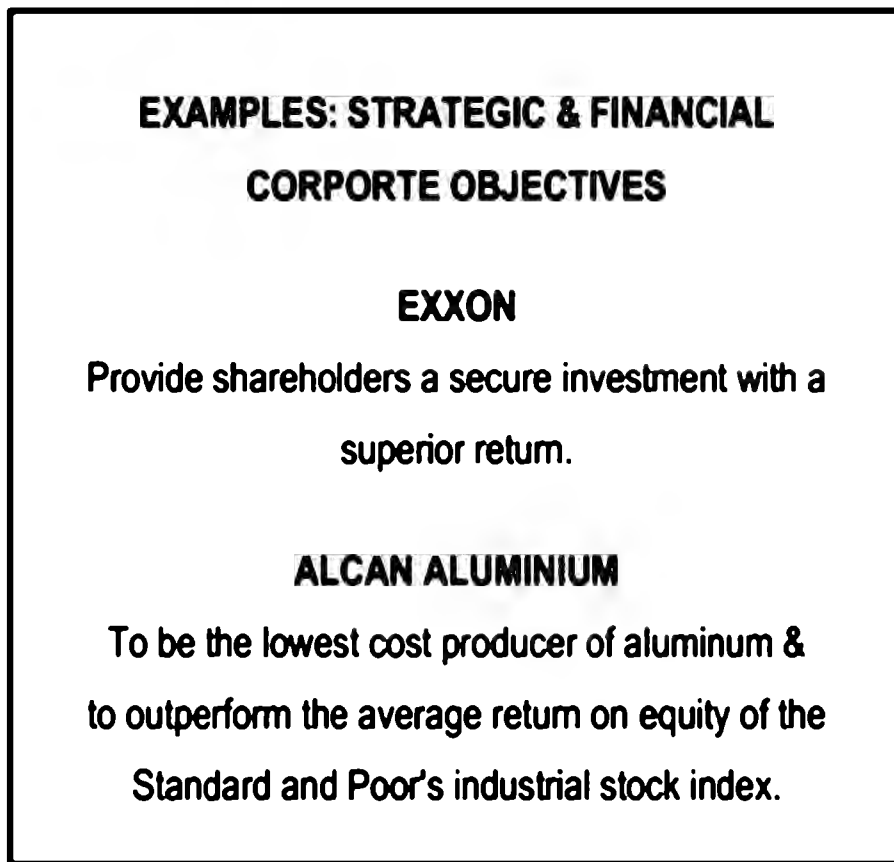 EXAMPLES: STRATEGIC & FINANCIAL
CORPORTE OBJECTIVES
EXXON
Provide shareholders a secure investment with a
superior return.
ALCAN ALUMINIUM
To be the lowest cost producer of aluminum &
to outperform the average return on equity of the
Standard and Poor's industrial stock index.